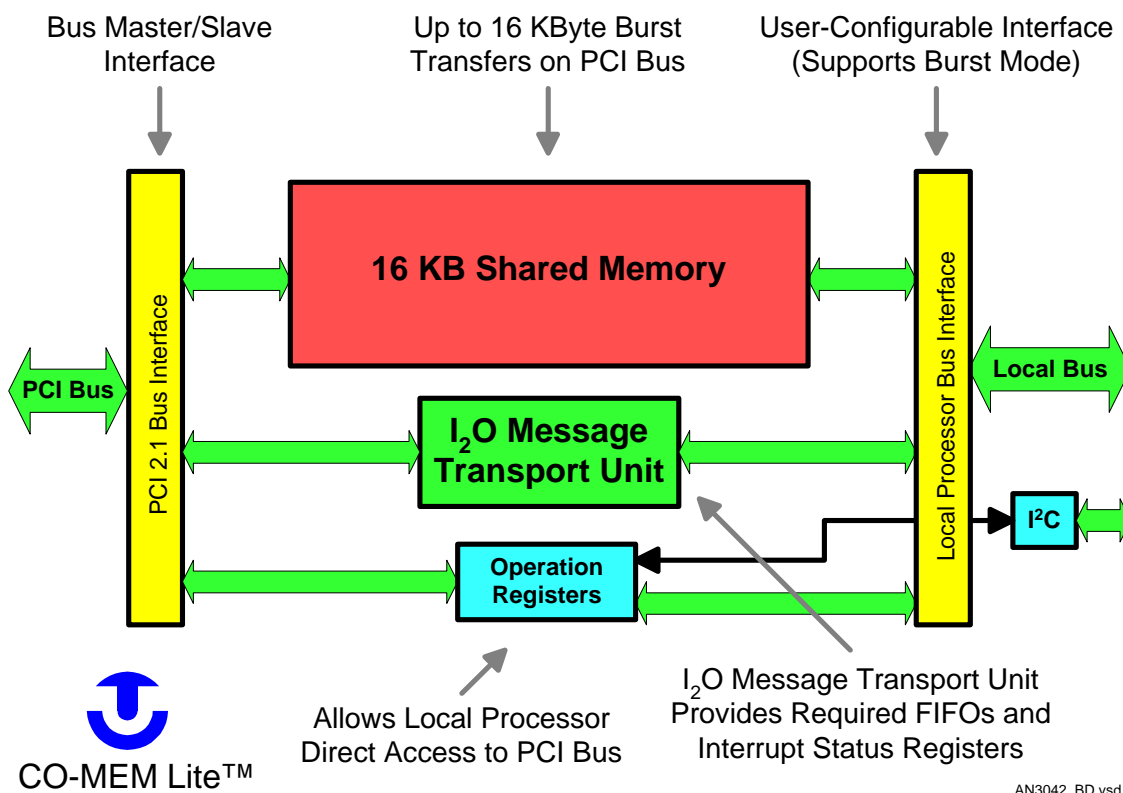 Bus Master/Slave
Interface
Up to 16 KByte Burst
Transfers on PCI Bus
User-Configurable Interface
(Supports Burst Mode)
16 KB Shared Memory
PCI 2.1 Bus Interface
Local Processor Bus Interface
PCI Bus
Local Bus
I₂O Message
Transport Unit
I²C
Operation
Registers
I₂O Message Transport Unit
Provides Required FIFOs and
Interrupt Status Registers
Allows Local Processor
Direct Access to PCI Bus
CO-MEM Lite™
AN3042_BD.vsd